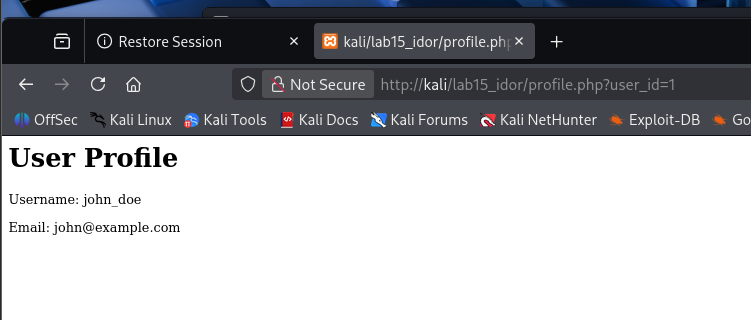 Restore Session
kali/lab15_idor/profile.php
Not Secure http://kali/lab15_idor/profile.php?user_id=1
OffSec Kali Linux Kali Tools Kali Docs Kali Forums Kali NetHunter Exploit-DB Go
User Profile
Username: john_doe
Email: john@example.com